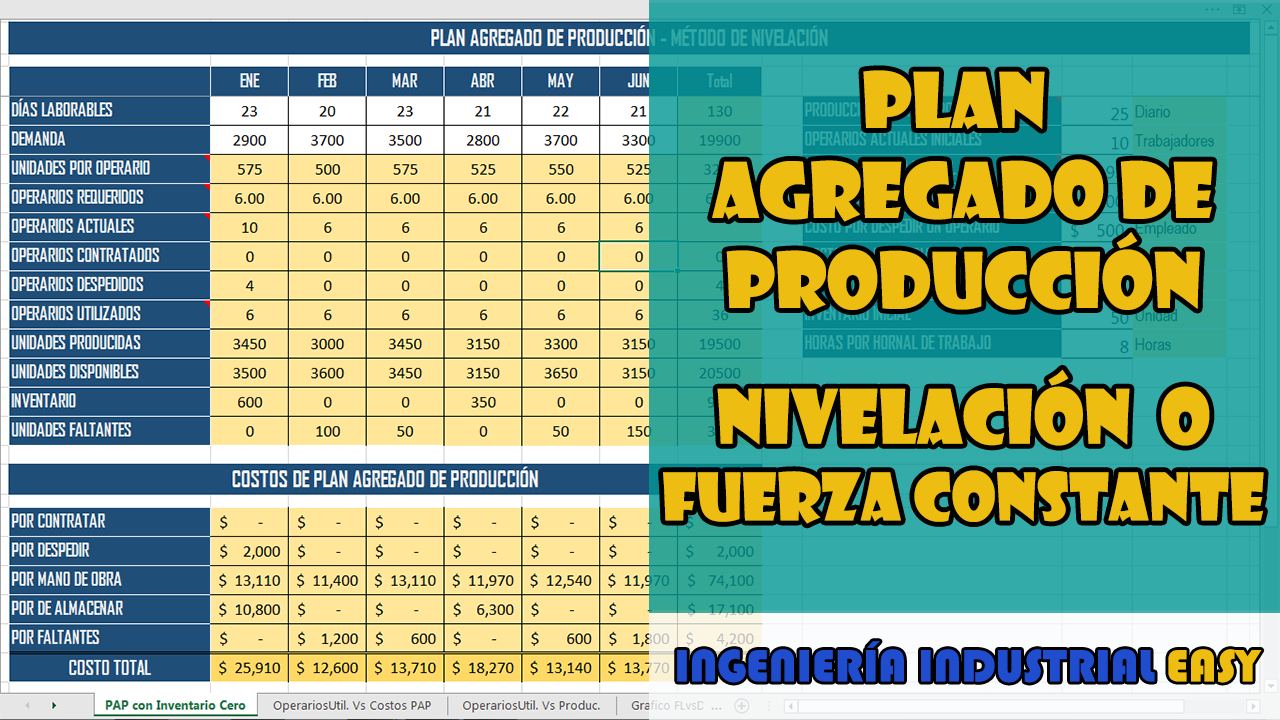 PLAN AGREGADO DE PRODUCCIÓN - MÉTODO DE NIVELACIÓN
ENE FEB MAR ABR MAY JUN Total
DÍAS LABORABLES 23 20 23 21 22 21 130
DEMANDA 2900 3700 3500 2800 3700 3300 19900
UNIDADES POR OPERARIO 575 500 575 525 550 525
OPERARIOS REQUERIDOS 6.00 6.00 6.00 6.00 6.00 6.00
OPERARIOS ACTUALES 10 6 6 6 6 6
OPERARIOS CONTRATADOS 0 0 0 0 0 0
OPERARIOS DESPEDIDOS 4 0 0 0 0 0 4
OPERARIOS UTILIZADOS 6 6 6 6 6 6 36
UNIDADES PRODUCIDAS 3450 3000 3450 3150 3300 3150 19500
UNIDADES DISPONIBLES 3500 3600 3450 3150 3650 3150 20500
INVENTARIO 600 0 0 350 0 0
UNIDADES FALTANTES 0 100 50 0 50 150
25 Diario
OPERARIOS ACTUALES INICIALES 10 Trabajadores
COSTO POR DESPEDIR UN OPERARIO $ 500 Empleado
INVENTARIO INICIAL 50 Unidad
HORAS POR HORNAL DE TRABAJO 8 Horas
PLAN
AGREGADO DE
PRODUCCIÓN
NIVELACIÓN O
FUERZA CONSTANTE
COSTOS DE PLAN AGREGADO DE PRODUCCIÓN
POR CONTRATAR $ - $ - $ - $ - $ - $ -
POR DESPEDIR $ 2,000 $ - $ - $ - $ - $ - $ 2,000
POR MANO DE OBRA $ 13,110 $ 11,400 $ 13,110 $ 11,970 $ 12,540 $ 11,970 $ 74,100
POR DE ALMACENAR $ 10,800 $ - $ - $ 6,300 $ - $ - $ 17,100
POR FALTANTES $ - $ 1,200 $ 600 $ - $ 600 $ 1,800 $ 4,200
COSTO TOTAL $ 25,910 $ 12,600 $ 13,710 $ 18,270 $ 13,140 $ 13,770
INGENIERÍA INDUSTRIAL EASY
PAP con Inventario Cero OperariosUtil. Vs Costos PAP OperariosUtil. Vs Produc. Grafico FLvsD ...